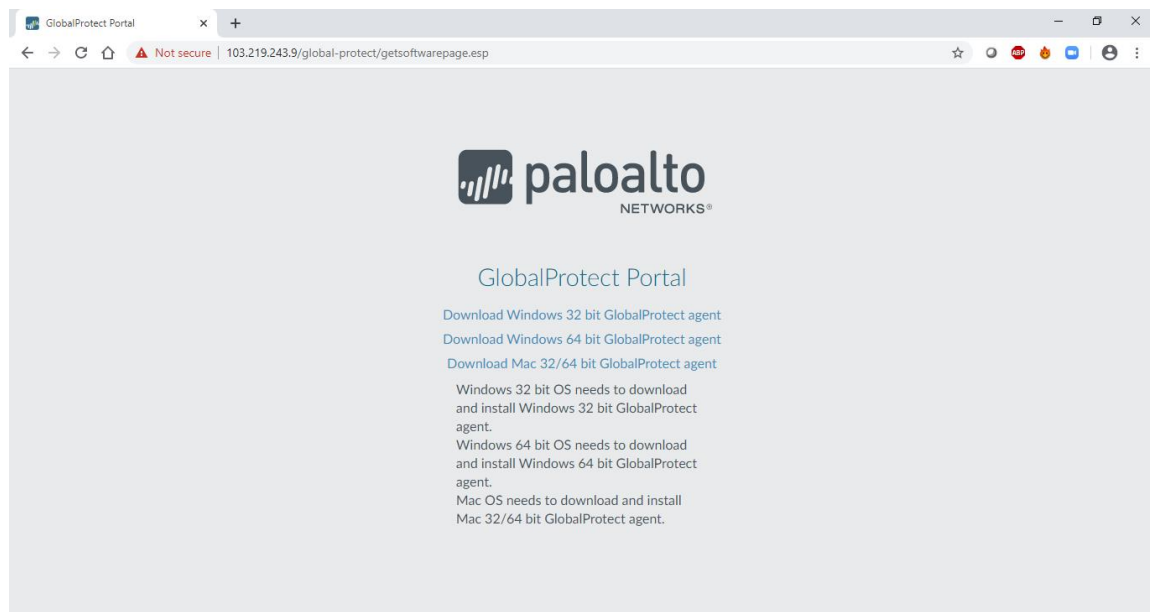 GlobalProtect Portal
Not secure | 103.219.243.9/global-protect/getsoftwarepage.esp
ABP
paloalto
NETWORKS®
GlobalProtect Portal
Download Windows 32 bit GlobalProtect agent
Download Windows 64 bit GlobalProtect agent
Download Mac 32/64 bit GlobalProtect agent
Windows 32 bit OS needs to download
and install Windows 32 bit GlobalProtect
agent.
Windows 64 bit OS needs to download
and install Windows 64 bit GlobalProtect
agent.
Mac OS needs to download and install
Mac 32/64 bit GlobalProtect agent.